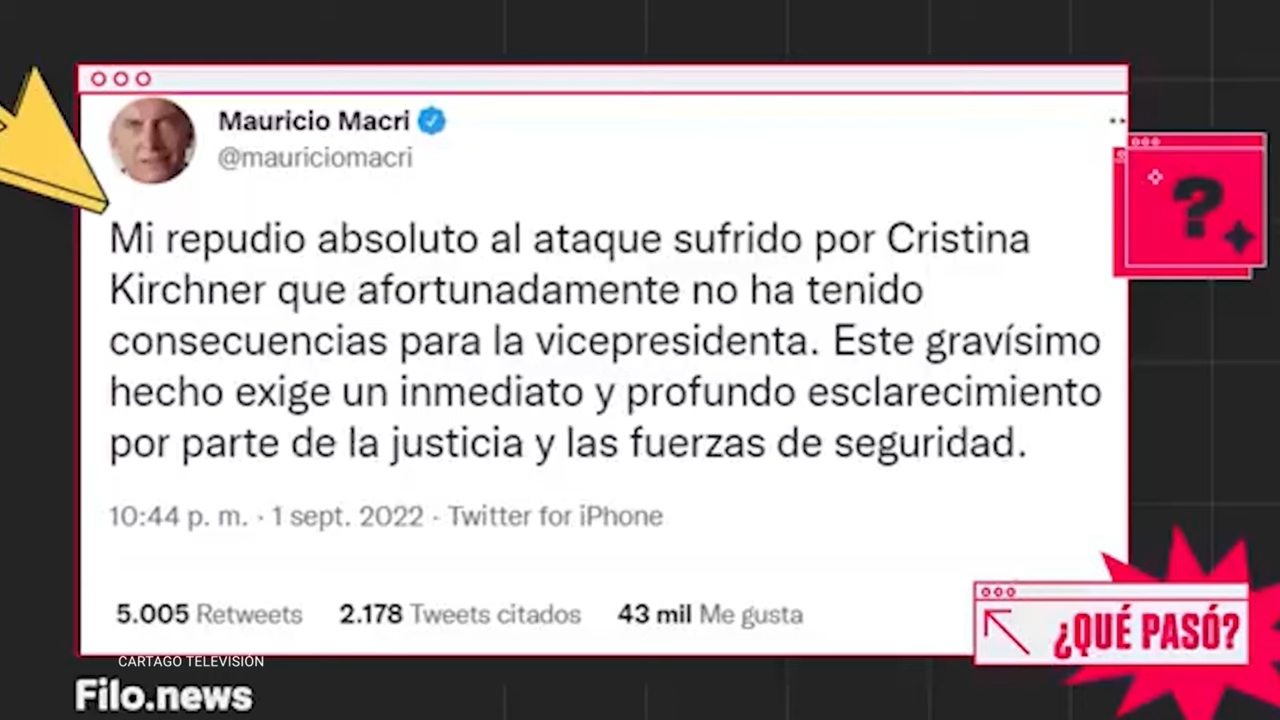 Mauricio Macri
@mauriciomacri
Mi repudio absoluto al ataque sufrido por Cristina
Kirchner que afortunadamente no ha tenido
consecuencias para la vicepresidenta. Este gravísimo
hecho exige un inmediato y profundo esclarecimiento
por parte de la justicia y las fuerzas de seguridad.
10:44 p. m. · 1 sept. 2022 · Twitter for iPhone
5.005 Retweets 2.178 Tweets citados 43 mil Me gusta
?
¿QUÉ PASÓ?
CARTAGO TELEVISIÓN
Filo.news